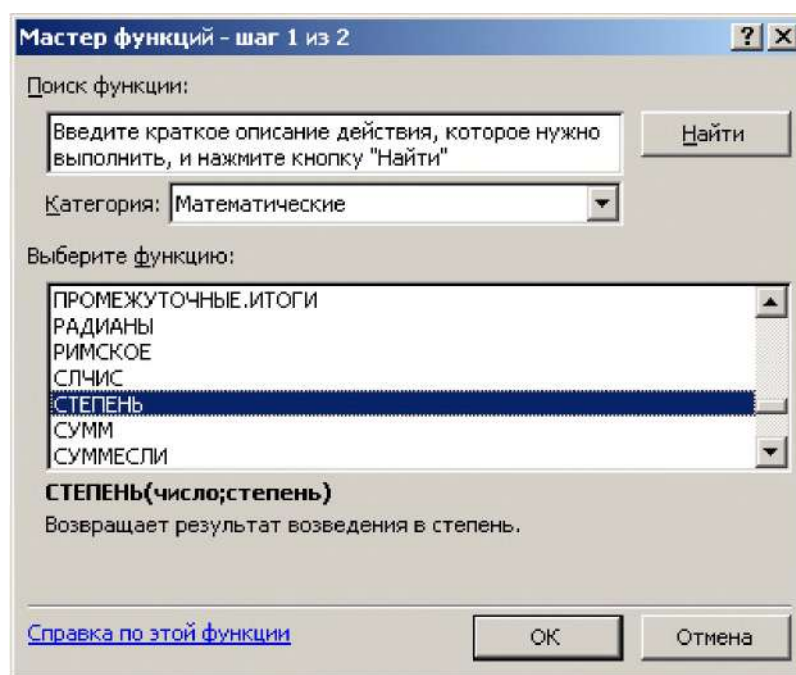 Мастер функций - шаг 1 из 2
Поиск функции:
Введите краткое описание действия, которое нужно
выполнить, и нажмите кнопку "Найти"
Найти
Категория: Математические
Выберите функцию:
ПРОМЕЖУТОЧНЫЕ.ИТОГИ
РАДИАНЫ
РИМСКОЕ
СЛЧИС
СТЕПЕНЬ
СУММ
СУММЕСЛИ
СТЕПЕНЬ(число;степень)
Возвращает результат возведения в степень.
Справка по этой функции
ОК
Отмена